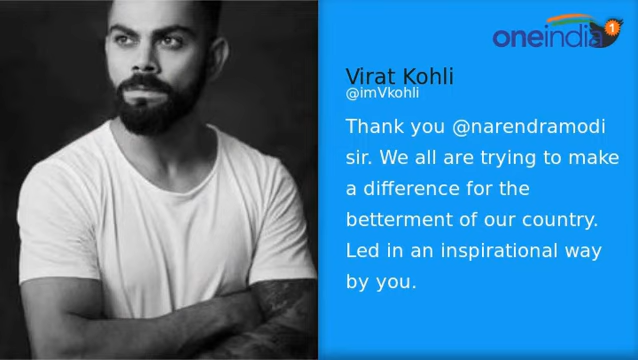 oneindia
1
Virat Kohli
@imVkohli
Thank you @narendramodi
sir. We all are trying to make
a difference for the
betterment of our country.
Led in an inspirational way
by you.